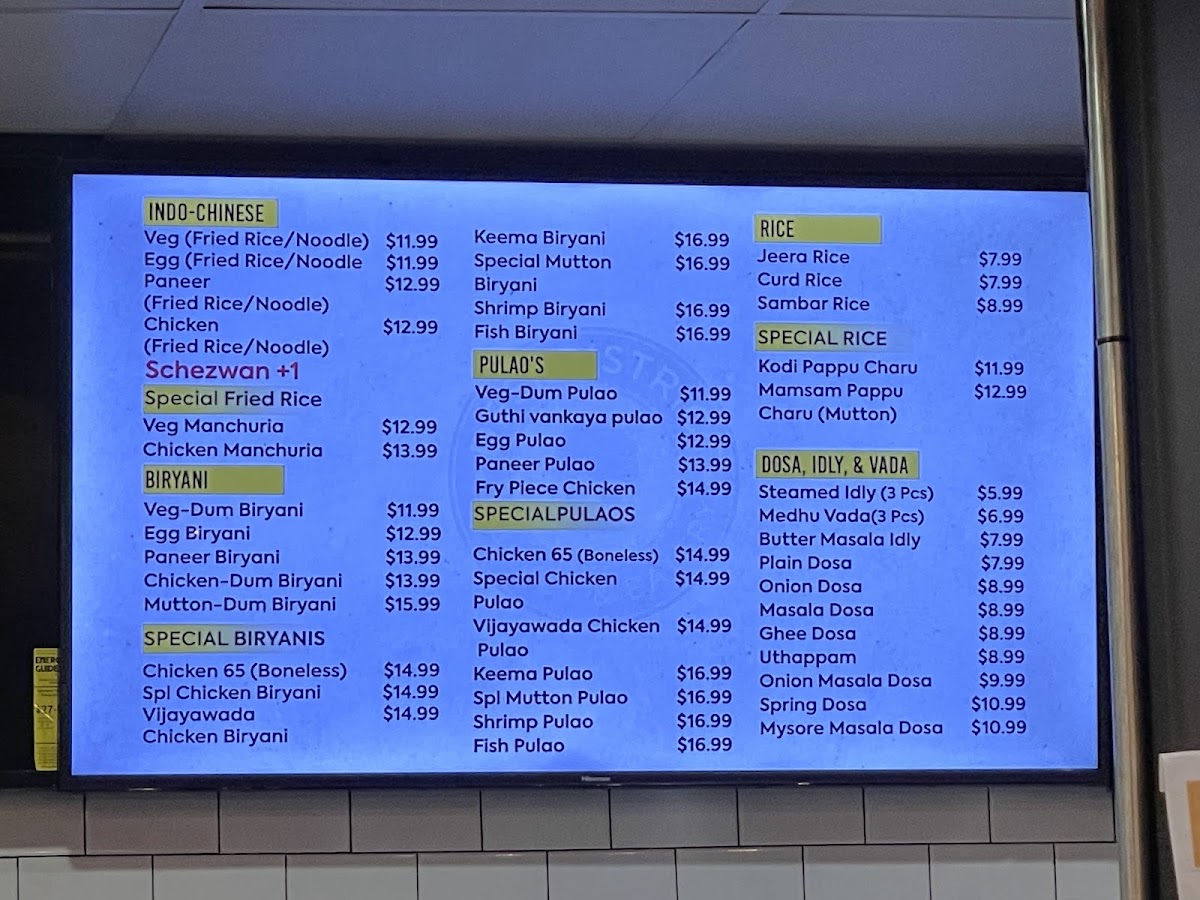 INDO-CHINESE
Veg (Fried Rice/Noodle) $11.99
Egg (Fried Rice/Noodle $11.99
Paneer $12.99
(Fried Rice/Noodle)
Chicken $12.99
(Fried Rice/Noodle)
Schezwan +1
Special Fried Rice
Veg Manchuria $12.99
Chicken Manchuria $13.99
BIRYANI
Veg-Dum Biryani $11.99
Egg Biryani $12.99
Paneer Biryani $13.99
Chicken-Dum Biryani $13.99
Mutton-Dum Biryani $15.99
SPECIAL BIRYANIS
Chicken 65 (Boneless) $14.99
Spl Chicken Biryani $14.99
Vijayawada $14.99
Chicken Biryani
Keema Biryani $16.99
Special Mutton $16.99
Biryani
Shrimp Biryani $16.99
Fish Biryani $16.99
PULAO'S
Veg-Dum Pulao $11.99
Guthi vankaya pulao $12.99
Egg Pulao $12.99
Paneer Pulao $13.99
Fry Piece Chicken $14.99
SPECIALPULAOS
Chicken 65 (Boneless) $14.99
Special Chicken $14.99
Pulao
Vijayawada Chicken $14.99
Pulao
Keema Pulao $16.99
Spl Mutton Pulao $16.99
Shrimp Pulao $16.99
Fish Pulao $16.99
RICE
Jeera Rice $7.99
Curd Rice $7.99
Sambar Rice $8.99
SPECIAL RICE
Kodi Pappu Charu $11.99
Mamsam Pappu $12.99
Charu (Mutton)
DOSA, IDLY, & VADA
Steamed Idly (3 Pcs) $5.99
Medhu Vada(3 Pcs) $6.99
Butter Masala Idly $7.99
Plain Dosa $7.99
Onion Dosa $8.99
Masala Dosa $8.99
Ghee Dosa $8.99
Uthappam $8.99
Onion Masala Dosa $9.99
Spring Dosa $10.99
Mysore Masala Dosa $10.99
Hisense